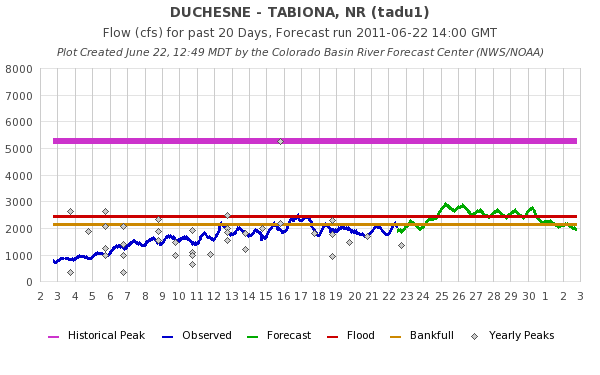 DUCHESNE - TABIONA, NR (tadu1)
Flow (cfs) for past 20 Days, Forecast run 2011-06-22 14:00 GMT
Plot Created June 22, 12:49 MDT by the Colorado Basin River Forecast Center (NWS/NOAA)
8000
7000
6000
5000
4000
3000
2000
1000
0
2 3 4 5 6 7 8 9 10 11 12 13 14 15 16 17 18 19 20 21 22 23 24 25 26 27 28 29 30 1 2 3
Historical Peak Observed Forecast Flood Bankfull Yearly Peaks